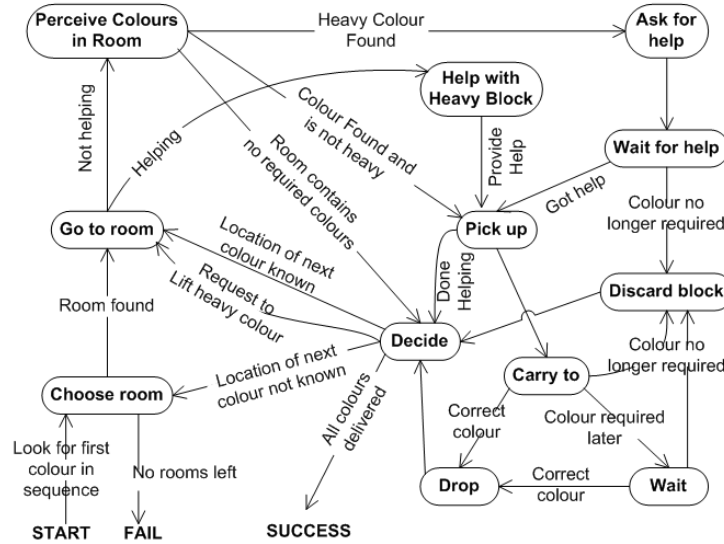 Perceive Colours
in Room
Heavy Colour
Found
Ask for
help
Help with
Heavy Block
Colour Found and
is not heavy
Room contains
no required colours
Not helping
Helping
Provide
Help
Wait for help
Got help
Colour no
longer required
Go to room
Pick up
Location of next
colour known
Request to
Lift heavy colour
Done
Helping
Room found
Discard block
Decide
Colour no
longer required
Choose room
Location of next
colour not known
Carry to
All colours
delivered
Correct
colour
Colour required
later
Look for first
colour in
sequence
No rooms left
Drop
Correct
colour
Wait
START
FAIL
SUCCESS